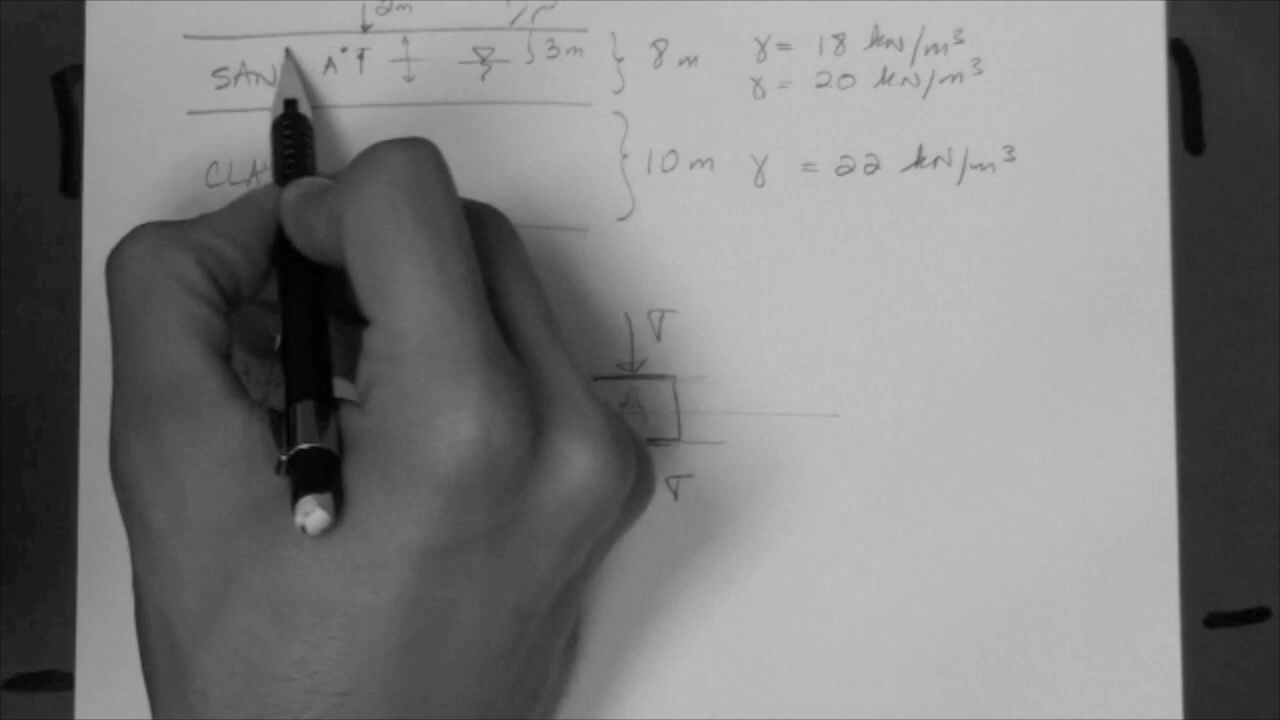 2m
SAN A T 3m 8m γ= 18 kN/m³
γ= 20 kN/m³
CLA 10m γ = 22 kN/m³
σ
A
σ